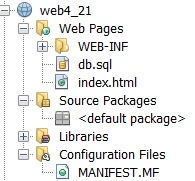 web4_21
Web Pages
WEB-INF
db.sql
index.html
Source Packages
<default package>
Libraries
Configuration Files
MANIFEST.MF